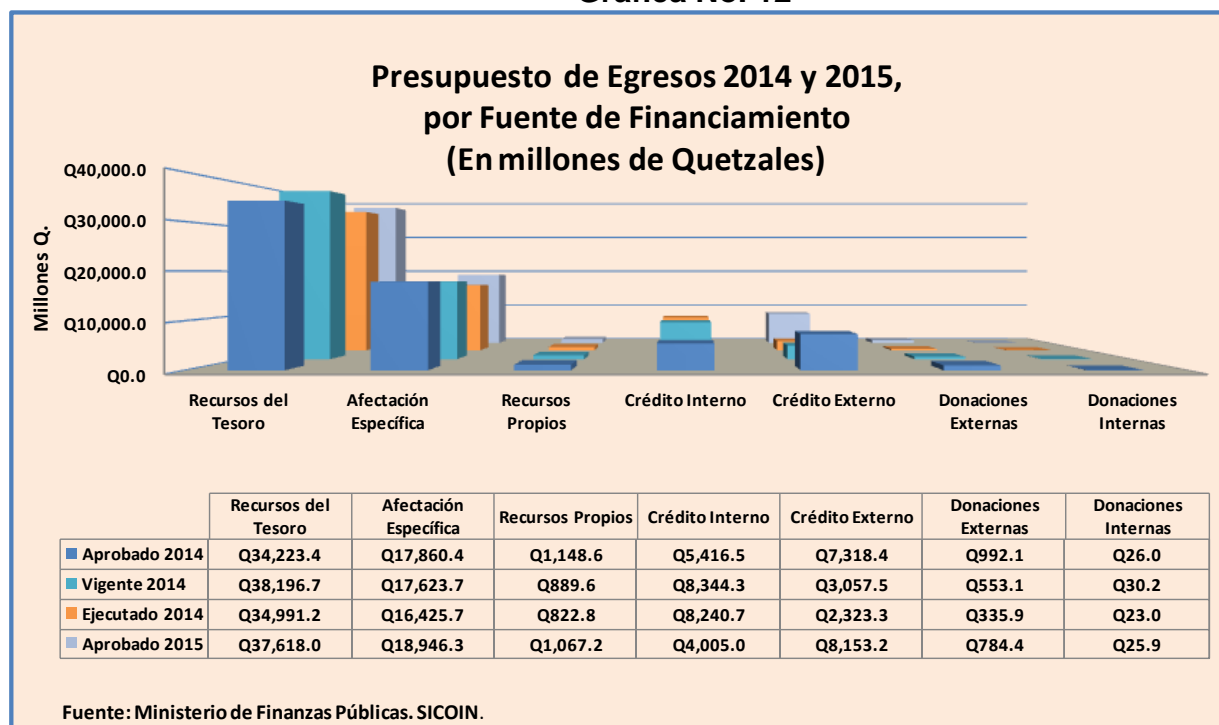 Presupuesto de Egresos 2014 y 2015,
por Fuente de Financiamiento
(En millones de Quetzales)
Millones Q.
Q40,000.0
Q30,000.0
Q20,000.0
Q10,000.0
Q0.0
Recursos del Tesoro
Afectación Específica
Recursos Propios
Crédito Interno
Crédito Externo
Donaciones Externas
Donaciones Internas
Recursos del Tesoro Afectación Específica Recursos Propios Crédito Interno Crédito Externo Donaciones Externas Donaciones Internas
Aprobado 2014 Q34,223.4 Q17,860.4 Q1,148.6 Q5,416.5 Q7,318.4 Q992.1 Q26.0
Vigente 2014 Q38,196.7 Q17,623.7 Q889.6 Q8,344.3 Q3,057.5 Q553.1 Q30.2
Ejecutado 2014 Q34,991.2 Q16,425.7 Q822.8 Q8,240.7 Q2,323.3 Q335.9 Q23.0
Aprobado 2015 Q37,618.0 Q18,946.3 Q1,067.2 Q4,005.0 Q8,153.2 Q784.4 Q25.9
Fuente: Ministerio de Finanzas Públicas. SICOIN.